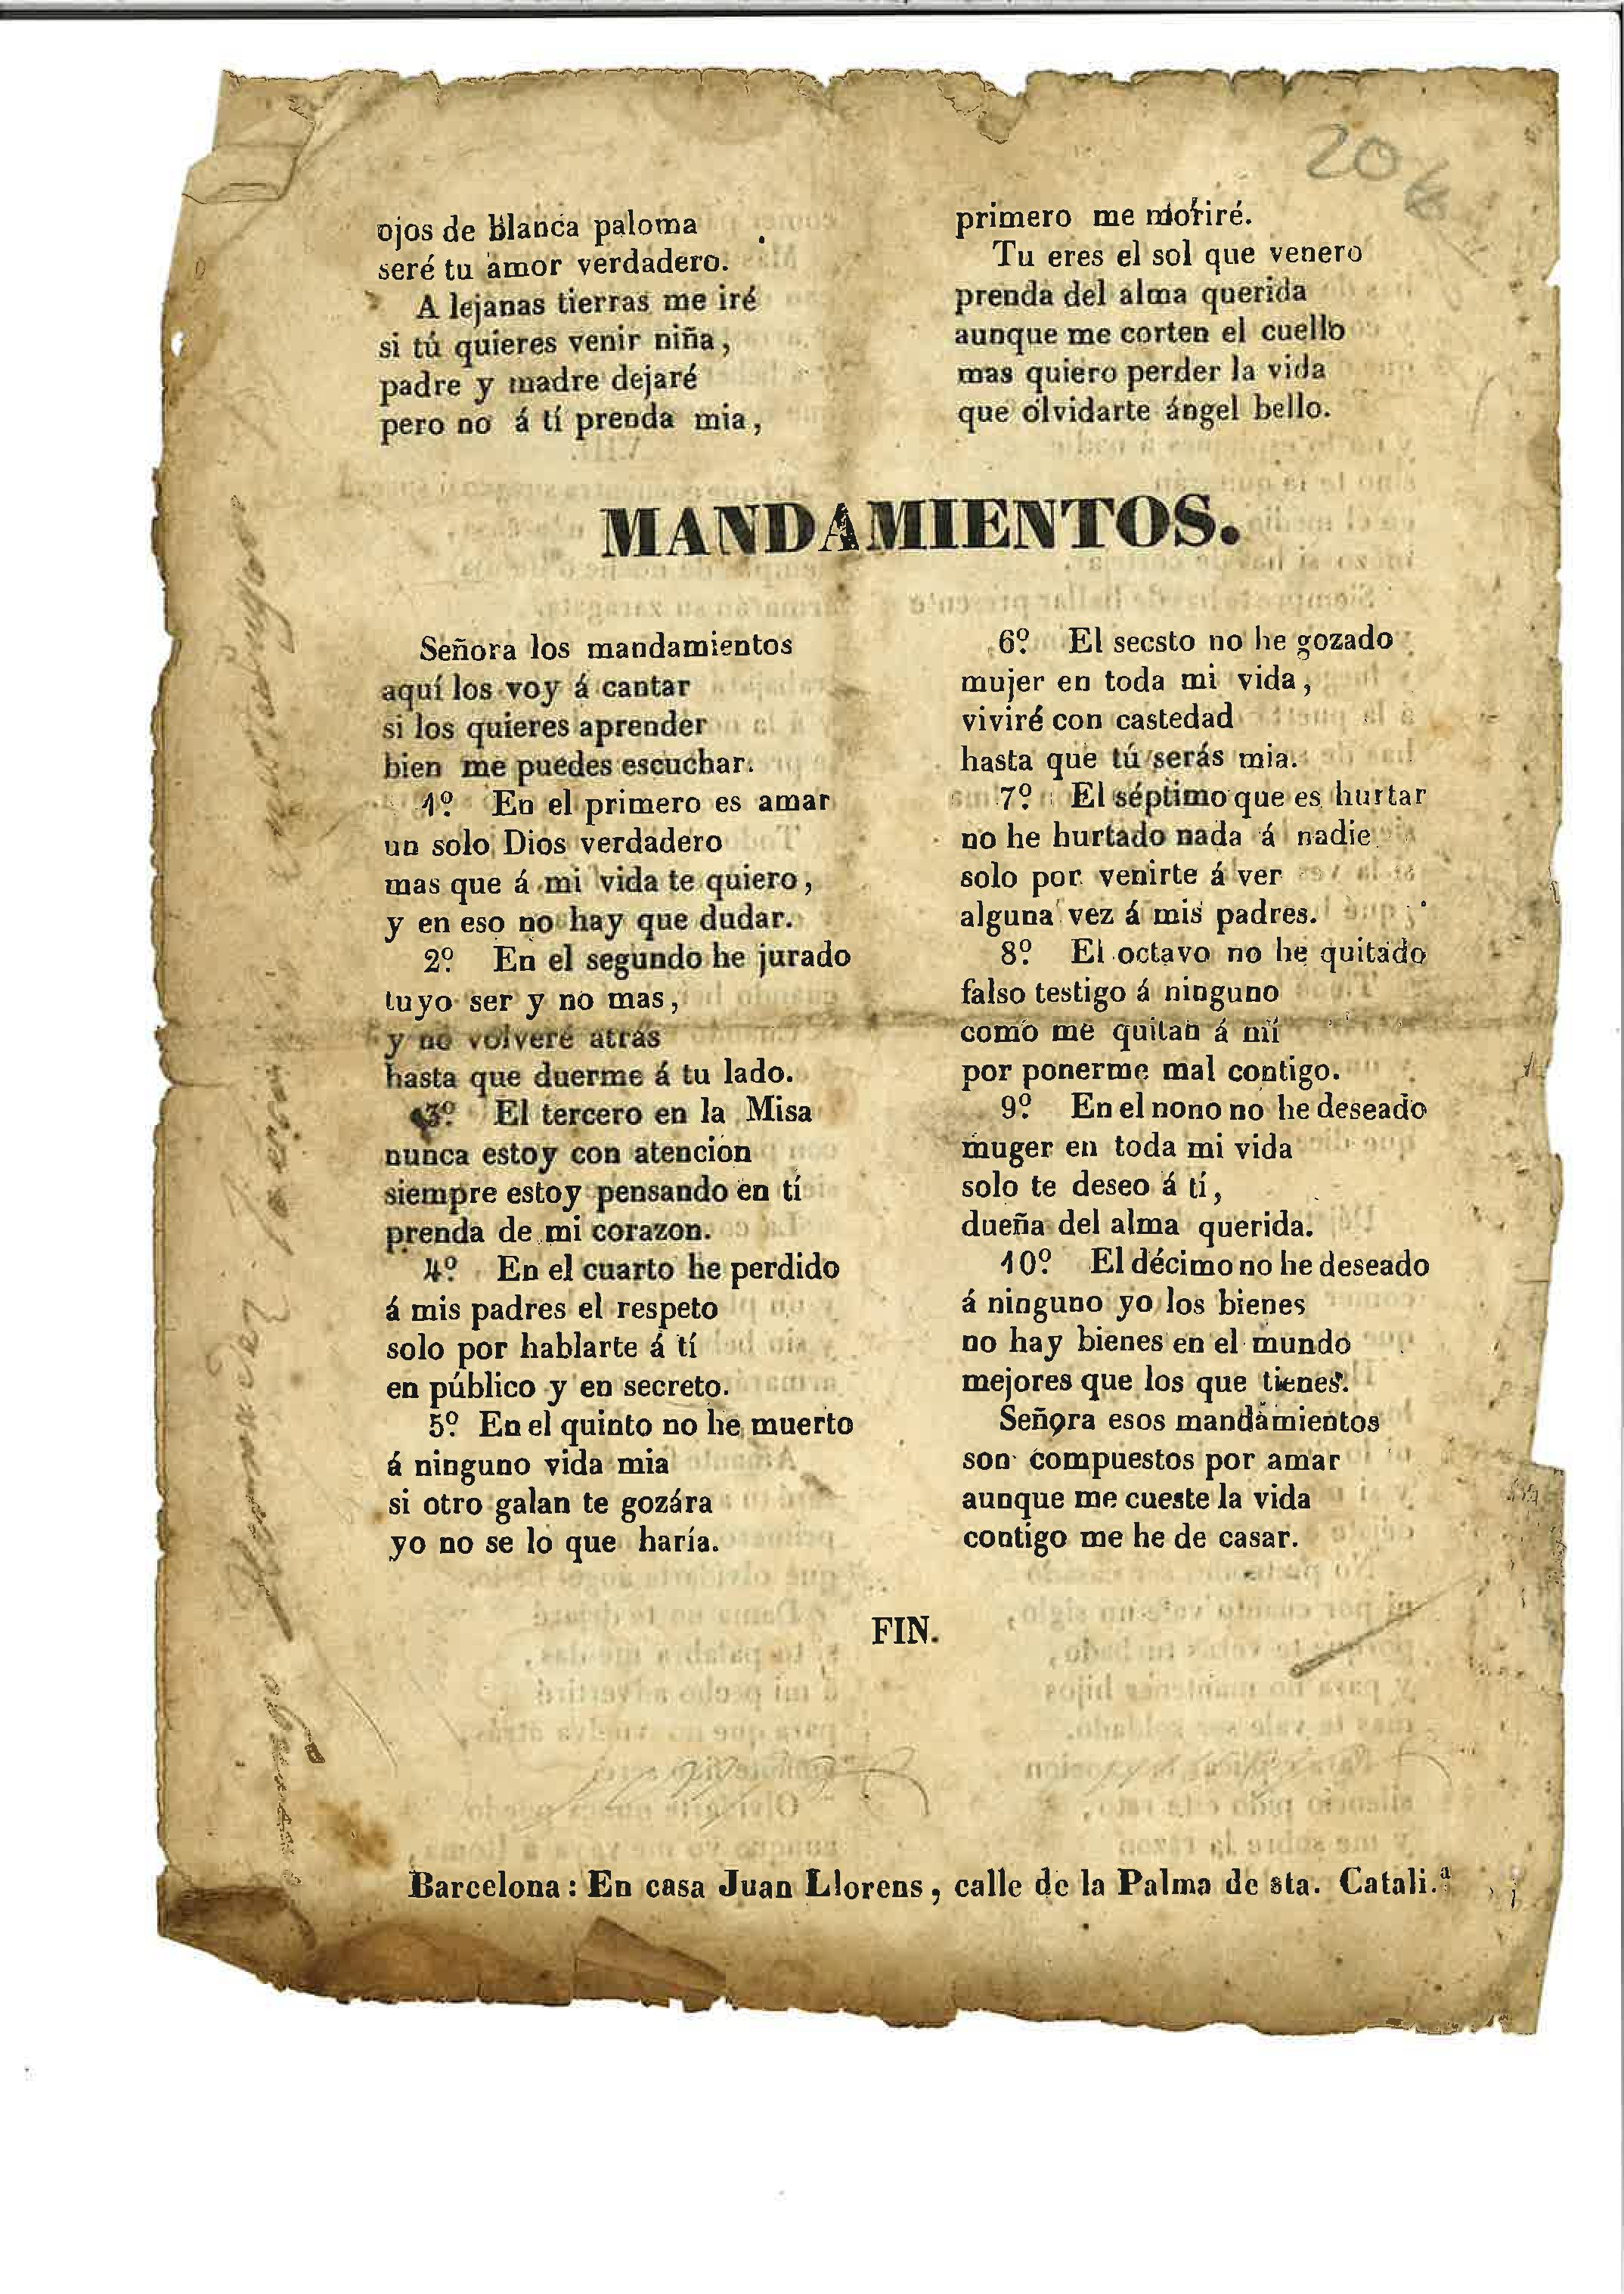 20
ojos de blanca paloma
seré tu amor verdadero.
A lejanas tierras me iré
si tú quieres venir niña,
padre y madre dejaré
pero no á tí prenda mia,
primero me moriré.
Tu eres el sol que venero
prenda del alma querida
aunque me corten el cuello
mas quiero perder la vida
que olvidarte ángel bello.
MANDAMIENTOS.
Señora los mandamientos
aquí los voy á cantar
si los quieres aprender
bien me puedes escuchar.
1º En el primero es amar
un solo Dios verdadero
mas que á mi vida te quiero,
y en eso no hay que dudar.
2º En el segundo he jurado
tuyo ser y no mas,
y no volveré atras
hasta que duerme á tu lado.
3º El tercero en la Misa
nunca estoy con atencion
siempre estoy pensando en tí
prenda de mi corazon.
4º En el cuarto he perdido
á mis padres el respeto
solo por hablarte á tí
en público y en secreto.
5º En el quinto no he muerto
á ninguno vida mia
si otro galan te gozára
yo no se lo que haría.
6º El secsto no he gozado
mujer en toda mi vida,
viviré con castedad
hasta que tú serás mia.
7º El séptimo que es hurtar
no he hurtado nada á nadie
solo por venirte á ver
alguna vez á mis padres.
8º El octavo no he quitado
falso testigo á ninguno
como me quitan á mí
por ponerme mal contigo.
9º En el nono no he deseado
muger en toda mi vida
solo te deseo á tí,
dueña del alma querida.
10º El décimo no he deseado
á ninguno yo los bienes
no hay bienes en el mundo
mejores que los que tienes.
Señora esos mandamientos
son compuestos por amar
aunque me cueste la vida
contigo me he de casar.
FIN.
Barcelona: En casa Juan Llorens, calle de la Palma de sta. Catali.ª